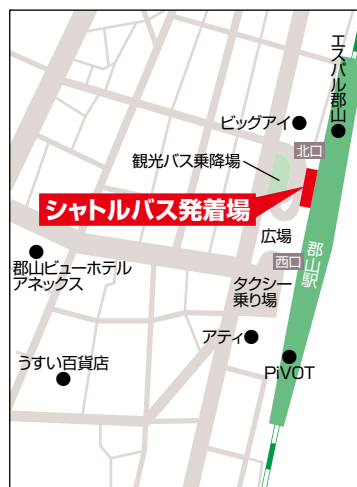 エスパル郡山
ビッグアイ
北口
観光バス乗降場
シャトルバス発着場
広場
西口
郡山駅
郡山ビューホテル
アネックス
タクシー
乗り場
アティ
うすい百貨店
PiVOT